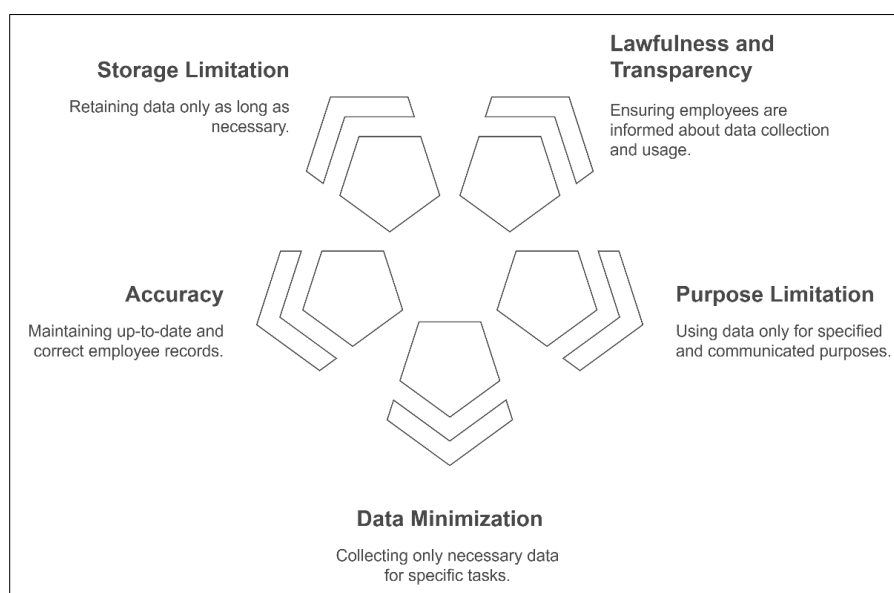 Storage Limitation
Retaining data only as long as
necessary.
Lawfulness and
Transparency
Ensuring employees are
informed about data collection
and usage.
Accuracy
Maintaining up-to-date and
correct employee records.
Purpose Limitation
Using data only for specified
and communicated purposes.
Data Minimization
Collecting only necessary data
for specific tasks.